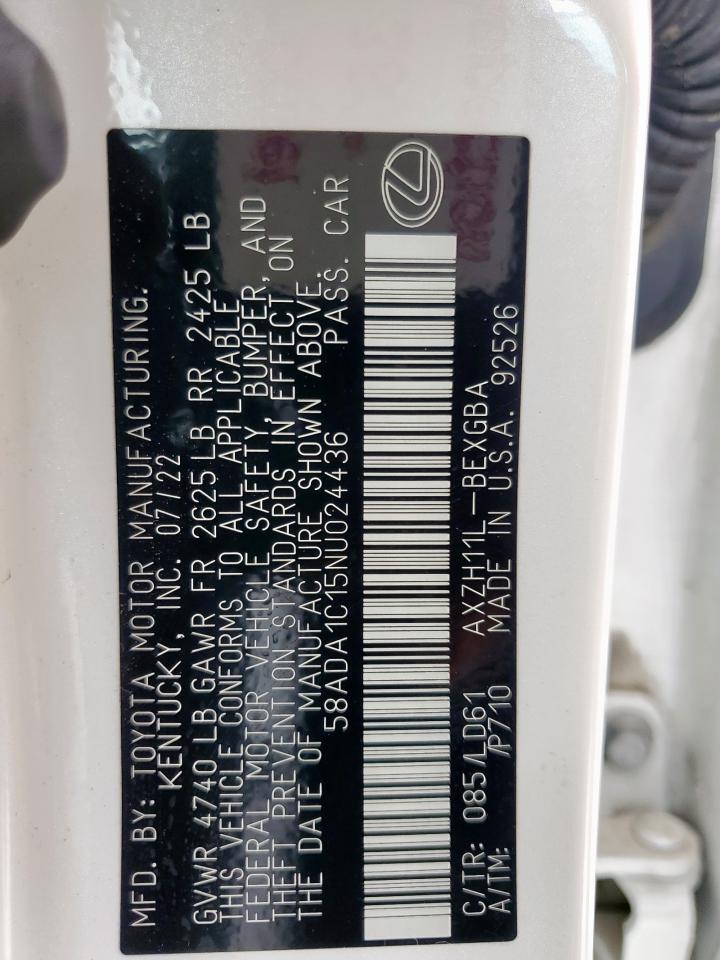 MFD. BY: TOYOTA MOTOR MANUFACTURING.
KENTUCKY, INC. 07/22
GVWR 4740 LB GAWR FR 2625 LB RR 2425 LB
THIS VEHICLE CONFORMS TO ALL APPLICABLE
FEDERAL MOTOR VEHICLE SAFETY, BUMPER, AND
THEFT PREVENTION STANDARDS IN EFFECT ON
THE DATE OF MANUFACTURE SHOWN ABOVE.
58ADA1C15NU024436 PASS. CAR
C/TR: 085/LD61 AXZH11L-BEXGBA
A/TM: /P710 MADE IN U.S.A. 92526